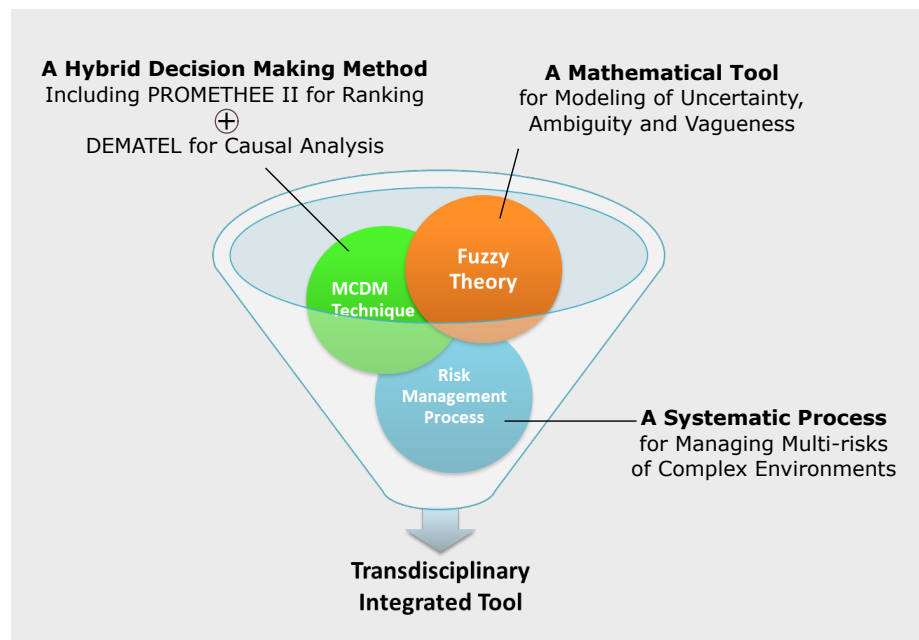 A Hybrid Decision Making Method
Including PROMETHEE II for Ranking
+
DEMATEL for Causal Analysis
A Mathematical Tool
for Modeling of Uncertainty,
Ambiguity and Vagueness
Fuzzy
Theory
MCDM
Technique
Risk
Management
Process
A Systematic Process
for Managing Multi-risks
of Complex Environments
Transdisciplinary
Integrated Tool